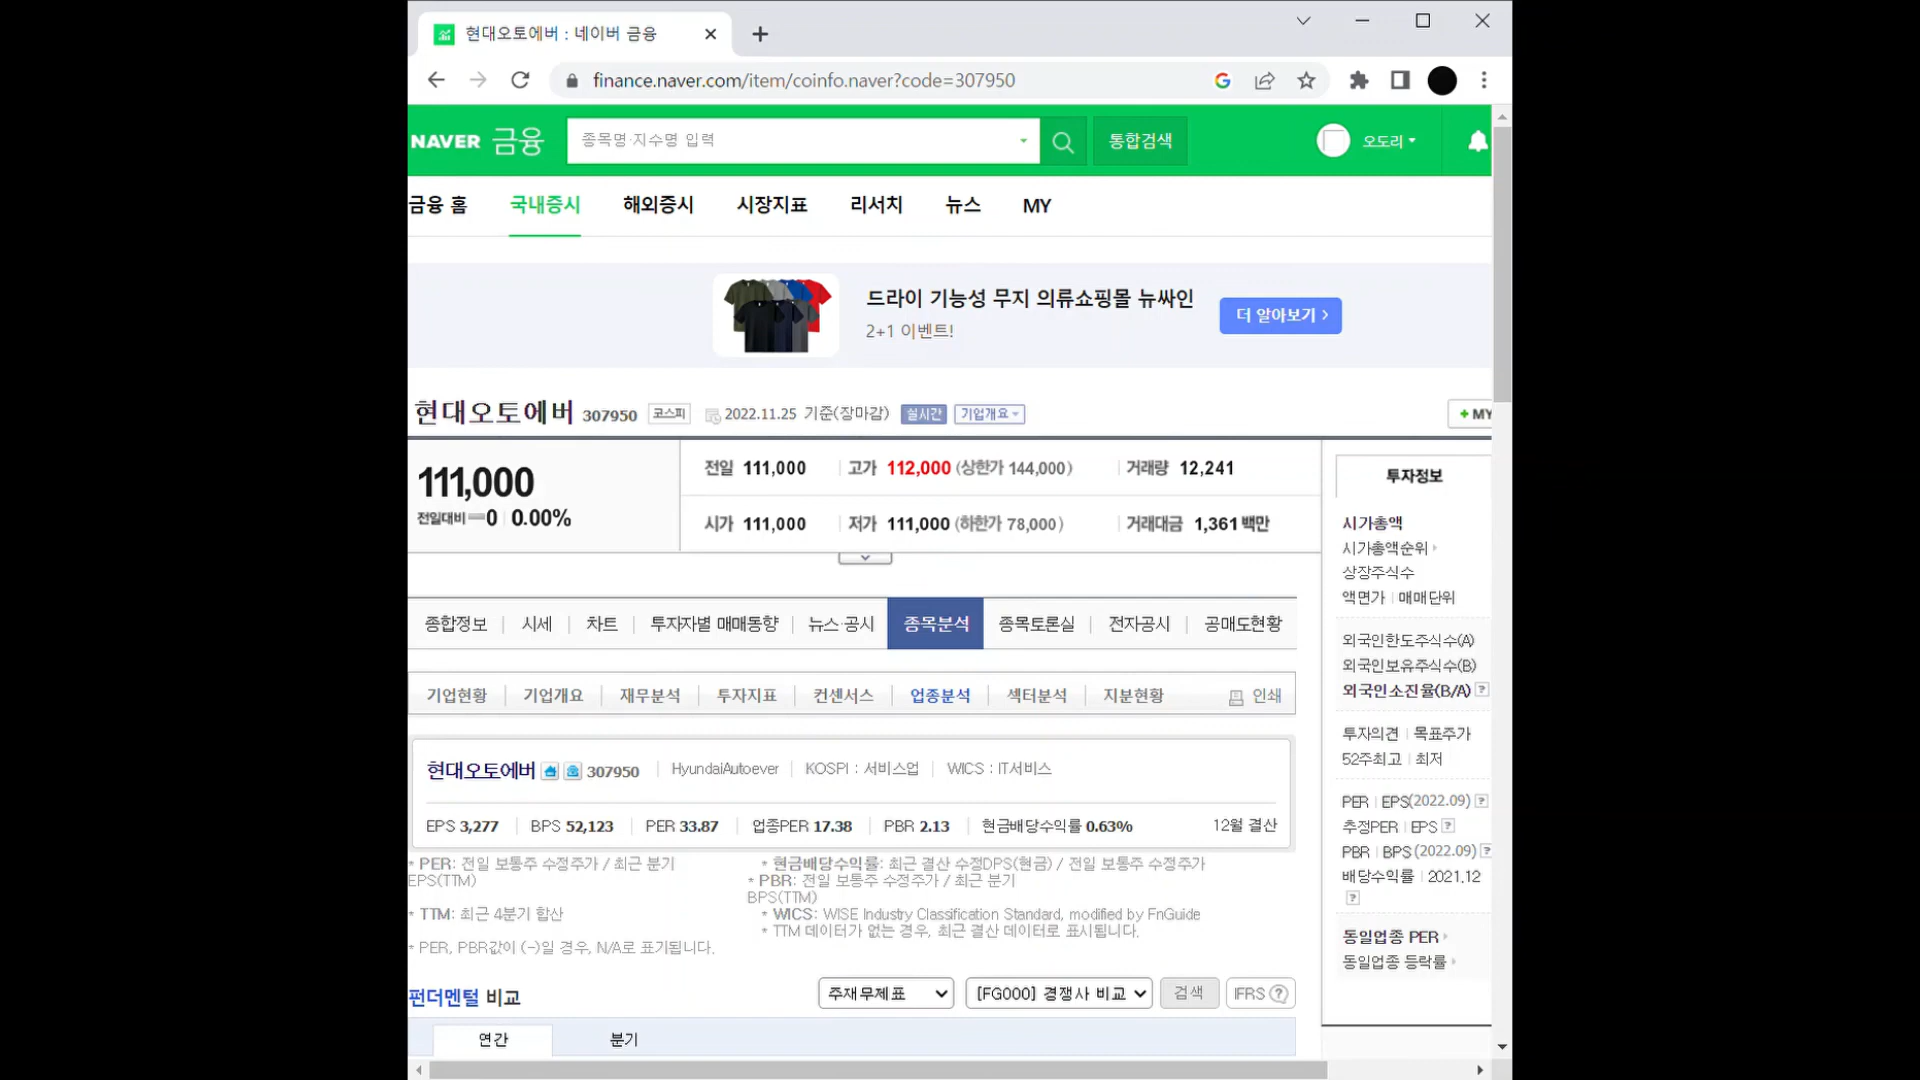 현대오토에버 : 네이버 금융
finance.naver.com/item/coinfo.naver?code=307950
NAVER 금융
종목명·지수명 입력
통합검색
오도리
금융 홈 국내증시 해외증시 시장지표 리서치 뉴스 MY
드라이 기능성 무지 의류쇼핑몰 뉴싸인
2+1 이벤트!
더 알아보기 >
현대오토에버 307950 코스피 2022.11.25 기준(장마감) 실시간 기업개요
+ MY
111,000
전일대비 0 0.00%
전일 111,000 고가 112,000 (상한가 144,000) 거래량 12,241
시가 111,000 저가 111,000 (하한가 78,000) 거래대금 1,361 백만
투자정보
시가총액
시가총액순위
상장주식수
액면가 매매단위
외국인한도주식수(A)
외국인보유주식수(B)
외국인소진율(B/A) ?
투자의견 목표주가
52주최고 최저
PER EPS(2022.09) ?
추정PER EPS ?
PBR BPS (2022.09) ?
배당수익률 2021.12
?
동일업종 PER
동일업종 등락률
종합정보 시세 차트 투자자별 매매동향 뉴스·공시 종목분석 종목토론실 전자공시 공매도현황
기업현황 기업개요 재무분석 투자지표 컨센서스 업종분석 섹터분석 지분현황 인쇄
현대오토에버 307950 HyundaiAutoever KOSPI : 서비스업 WICS : IT서비스
EPS 3,277 BPS 52,123 PER 33.87 업종PER 17.38 PBR 2.13 현금배당수익률 0.63% 12월 결산
* PER: 전일 보통주 수정주가 / 최근 분기
EPS(TTM)
* 현금배당수익률: 최근 결산 수정DPS(현금) / 전일 보통주 수정주가
* PBR: 전일 보통주 수정주가 / 최근 분기
BPS(TTM)
* TTM: 최근 4분기 합산
* WICS: WISE Industry Classification Standard, modified by FnGuide
* TTM 데이터가 없는 경우, 최근 결산 데이터로 표시됩니다.
* PER, PBR값이 (-)일 경우, N/A로 표기됩니다.
펀더멘털 비교
주재무제표 [FG000] 경쟁사 비교 검색 IFRS ?
연간 분기